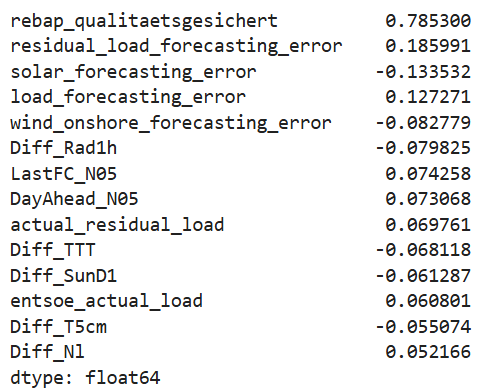 rebap_qualitaetsgesichert 0.785300
residual_load_forecasting_error 0.185991
solar_forecasting_error -0.133532
load_forecasting_error 0.127271
wind_onshore_forecasting_error -0.082779
Diff_Rad1h -0.079825
LastFC_N05 0.074258
DayAhead_N05 0.073068
actual_residual_load 0.069761
Diff_TTT -0.068118
Diff_SunD1 -0.061287
entsoe_actual_load 0.060801
Diff_T5cm -0.055074
Diff_Nl 0.052166
dtype: float64